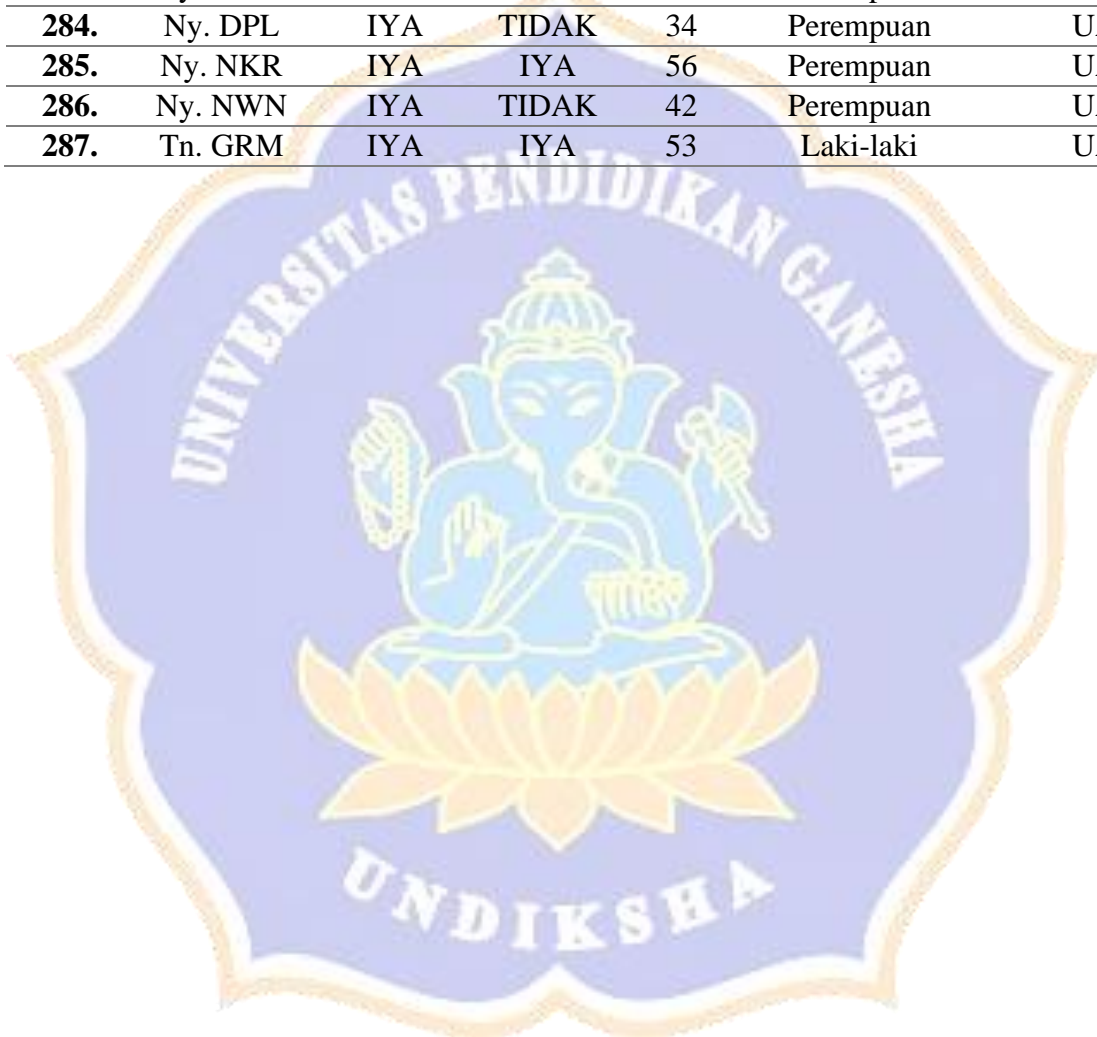 284. Ny. DPL IYA TIDAK 34 Perempuan
285. Ny. NKR IYA IYA 56 Perempuan
286. Ny. NWN IYA TIDAK 42 Perempuan
287. Tn. GRM IYA IYA 53 Laki-laki
UNIVERSITAS PENDIDIKAN GANESHA
UNDIKSHA